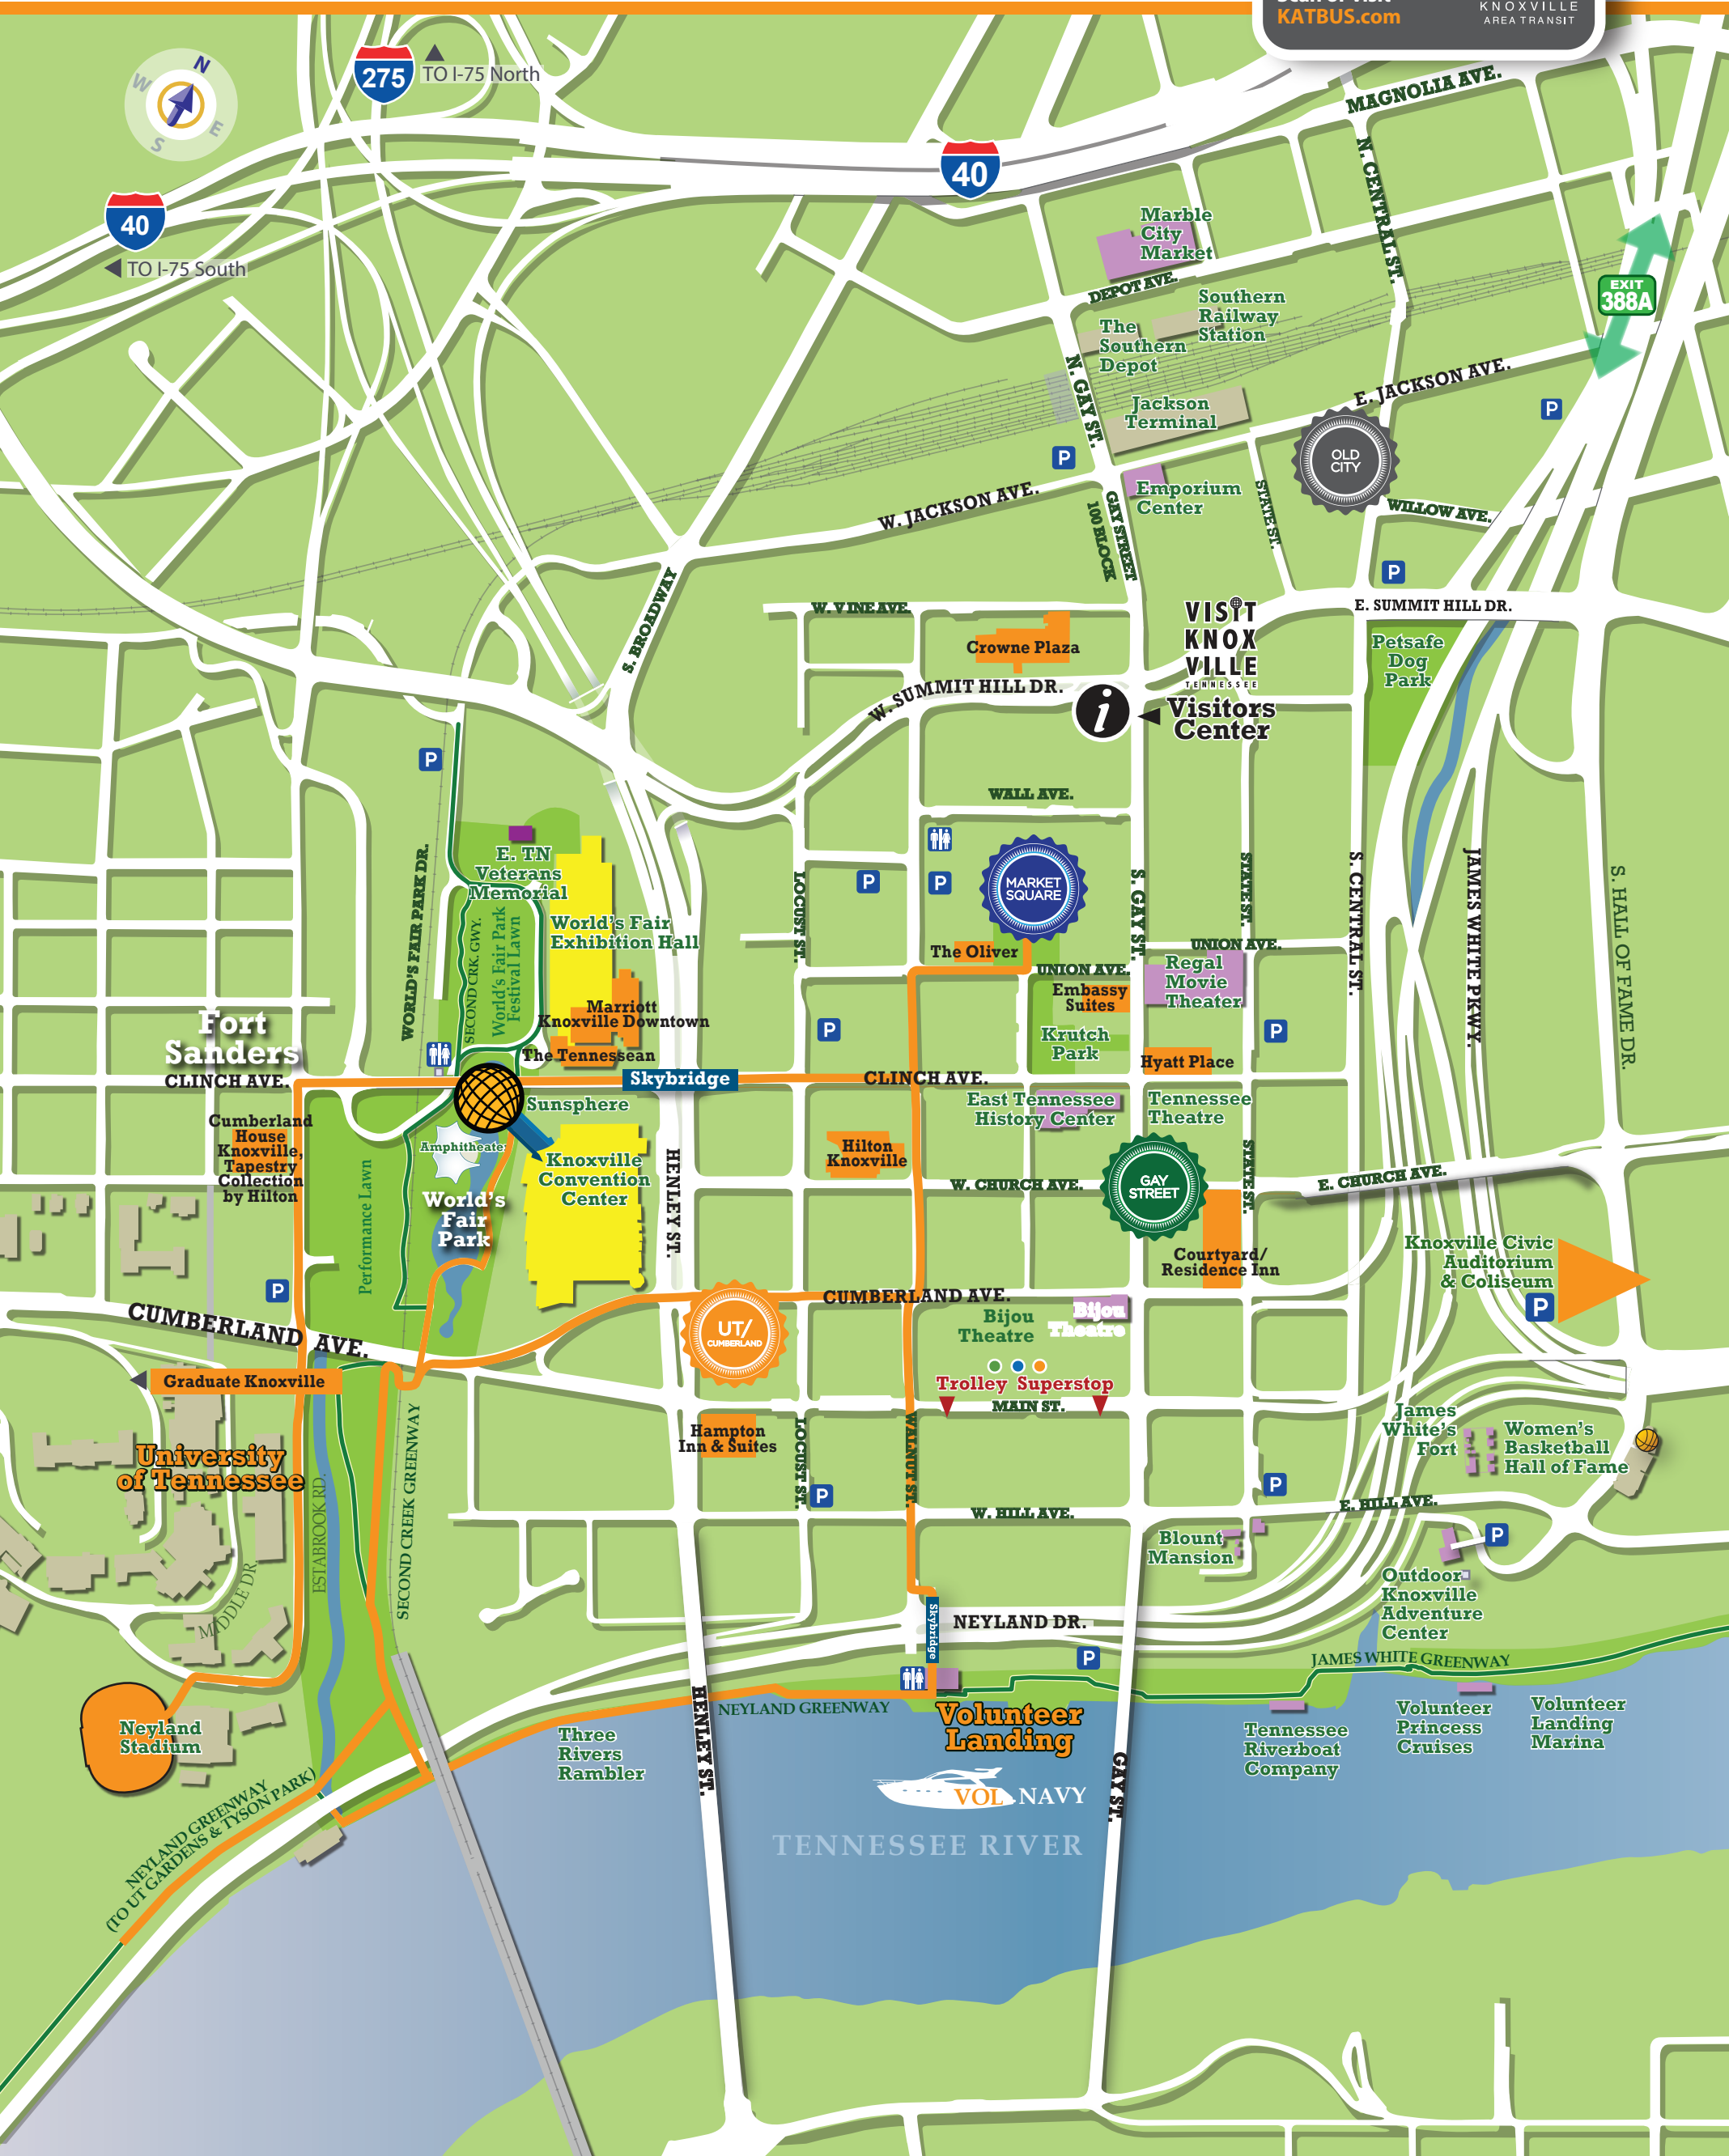 KATBUS.com
KNOXVILLE
AREA TRANSIT
N
W
E
S
275
TO I-75 North
40
TO I-75 South
40
MAGNOLIA AVE.
N. CENTRAL ST.
Marble
City
Market
DEPOT AVE.
Southern
Railway
Station
The
Southern
Depot
EXIT
388A
N. GAY ST.
Jackson
Terminal
E. JACKSON AVE.
P
P
OLD
CITY
W. JACKSON AVE.
Emporium
Center
GAY STREET
100 BLOCK
STATE ST.
WILLOW AVE.
P
S. BROADWAY
W. VINE AVE.
VISIT
KNOX
VILLE
TENNESSEE
E. SUMMIT HILL DR.
Crowne Plaza
Petsafe
Dog
Park
W. SUMMIT HILL DR.
i
Visitors
Center
P
WALL AVE.
E. TN
Veterans
Memorial
WORLD'S FAIR PARK DR.
P
P
MARKET
SQUARE
LOCUST ST.
S. GAY ST.
STATE ST.
S. CENTRAL ST.
JAMES WHITE PKWY.
S. HALL OF FAME DR.
SECOND CRK. GWY.
World's Fair Park
Festival Lawn
World's Fair
Exhibition Hall
The Oliver
UNION AVE.
UNION AVE.
Regal
Movie
Theater
Embassy
Suites
Marriott
Knoxville Downtown
Fort
Sanders
P
Krutch
Park
P
The Tennessean
Hyatt Place
CLINCH AVE.
Skybridge
CLINCH AVE.
Sunsphere
East Tennessee
History Center
Tennessee
Theatre
Cumberland
House
Knoxville,
Tapestry
Collection
by Hilton
Amphitheater
Knoxville
Convention
Center
Hilton
Knoxville
HENLEY ST.
STATE ST.
Performance Lawn
World's
Fair
Park
W. CHURCH AVE.
GAY
STREET
E. CHURCH AVE.
Courtyard/
Residence Inn
Knoxville Civic
Auditorium
& Coliseum
P
P
CUMBERLAND AVE.
CUMBERLAND AVE.
UT/
CUMBERLAND
Bijou
Theatre
Bijou
Theatre
Graduate Knoxville
Trolley Superstop
MAIN ST.
Hampton
Inn & Suites
LOCUST ST.
WALNUT ST.
James
White's
Fort
Women's
Basketball
Hall of Fame
University
of Tennessee
ESTABROOK RD.
SECOND CREEK GREENWAY
P
P
W. HILL AVE.
E. HILL AVE.
Blount
Mansion
P
MIDDLE DR.
Outdoor
Knoxville
Adventure
Center
Skybridge
NEYLAND DR.
P
JAMES WHITE GREENWAY
NEYLAND GREENWAY
Volunteer
Landing
Neyland
Stadium
Three
Rivers
Rambler
HENLEY ST.
GAY ST.
Tennessee
Riverboat
Company
Volunteer
Princess
Cruises
Volunteer
Landing
Marina
NEYLAND GREENWAY
(TO UT GARDENS & TYSON PARK)
VOL NAVY
TENNESSEE RIVER